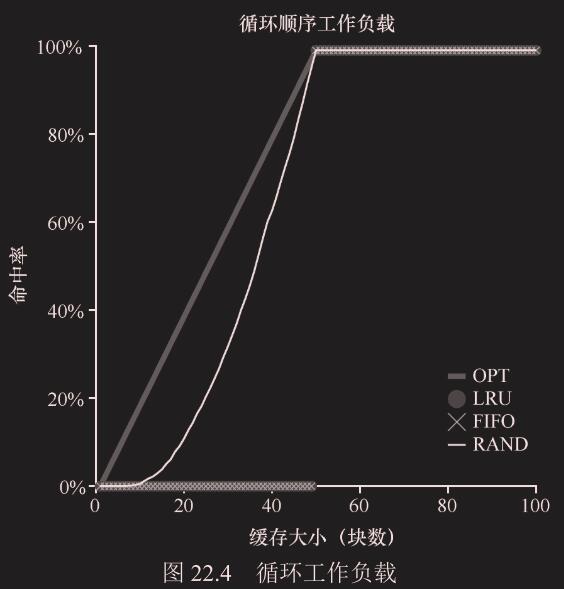 循环顺序工作负载
100%
80%
60%
40%
20%
0%
命中率
OPT
LRU
FIFO
RAND
0 20 40 60 80 100
缓存大小（块数）
图 22.4 循环工作负载